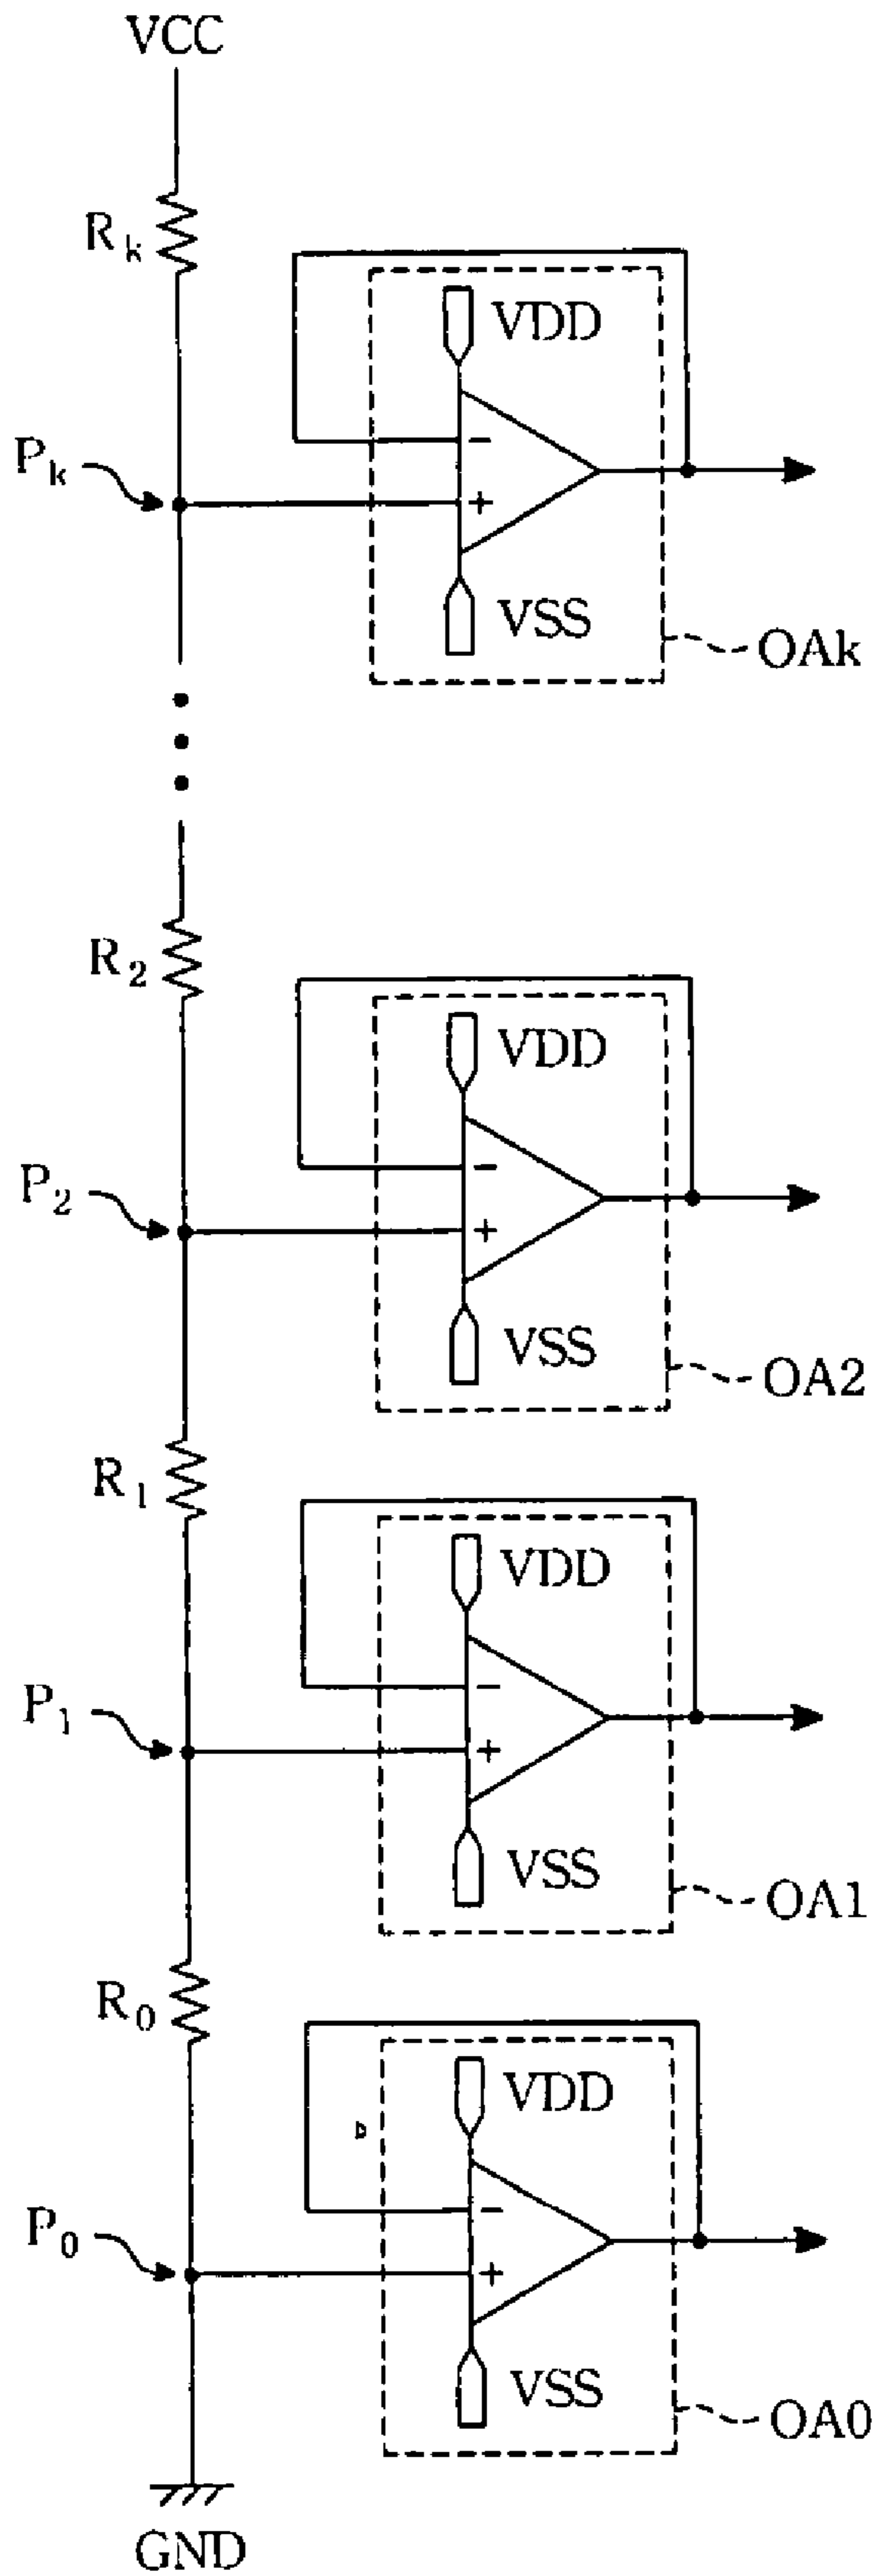 VCC
Rk
VDD
Pk
−
+
VSS
OAk
R2
VDD
P2
−
+
VSS
OA2
R1
VDD
P1
−
+
VSS
OA1
R0
VDD
P0
−
+
VSS
OA0
GND